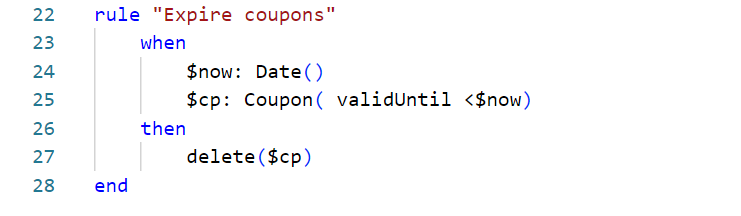 22 rule "Expire coupons"
23 when
24 $now: Date()
25 $cp: Coupon( validUntil <$now)
26 then
27 delete($cp)
28 end